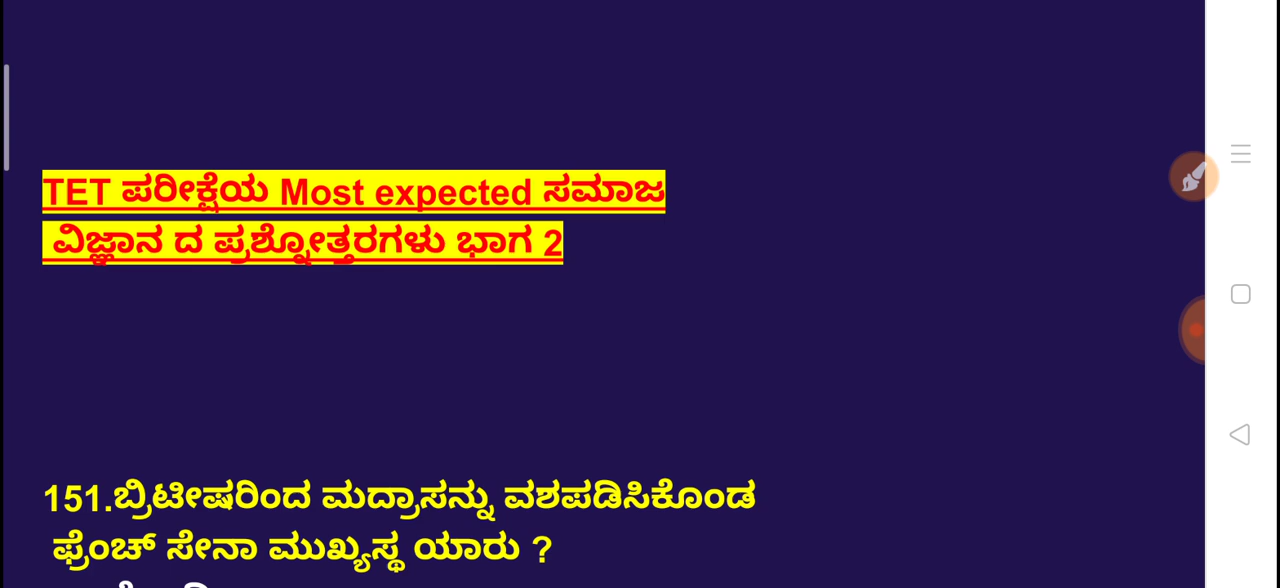 TET ಪರೀಕ್ಷೆಯ Most expected ಸಮಾಜ
ವಿಜ್ಞಾನ ದ ಪ್ರಶ್ನೋತ್ತರಗಳು ಭಾಗ 2
151.ಬ್ರಿಟೀಷರಿಂದ ಮದ್ರಾಸನ್ನು ವಶಪಡಿಸಿಕೊಂಡ
ಫ್ರೆಂಚ್ ಸೇನಾ ಮುಖ್ಯಸ್ಥ ಯಾರು ?